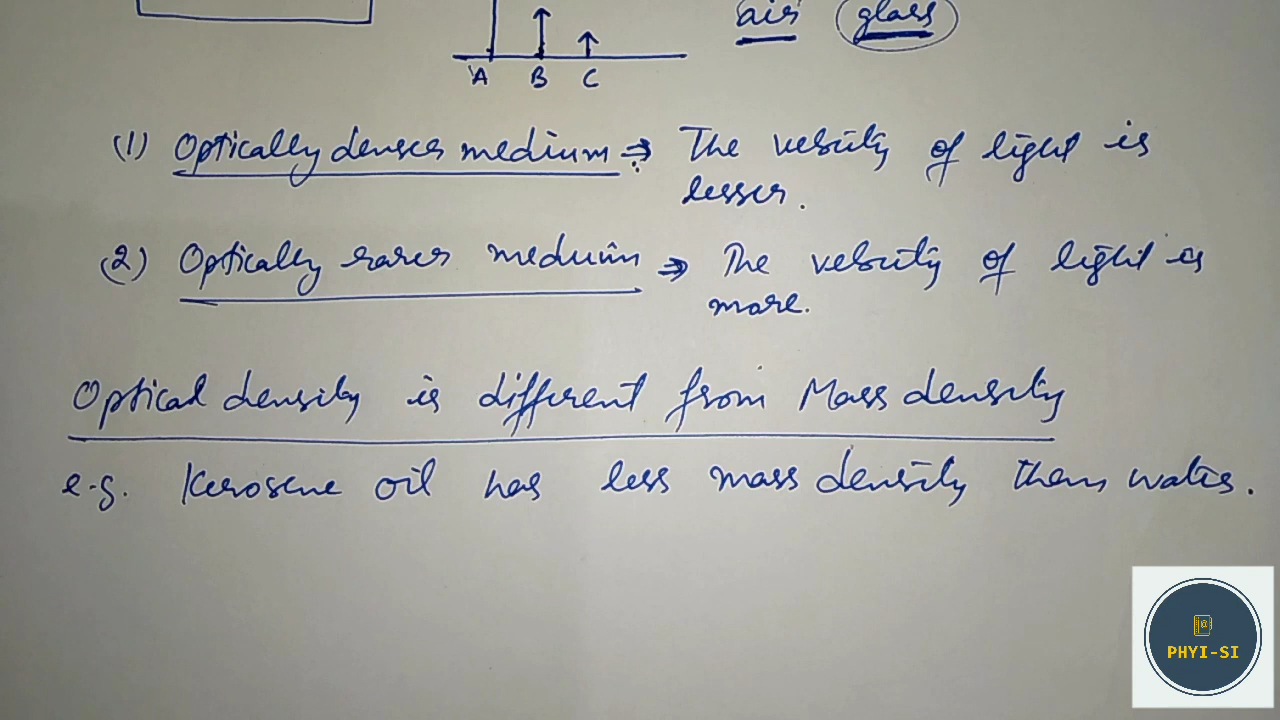 air glass
A B C
(1) Optically denser medium ⇒ The velocity of light is
lesser.
(2) Optically rarer medium ⇒ The velocity of light is
more.
Optical density is different from Mass density
e.g. Kerosene oil has less mass density than water.
PHYI-SI